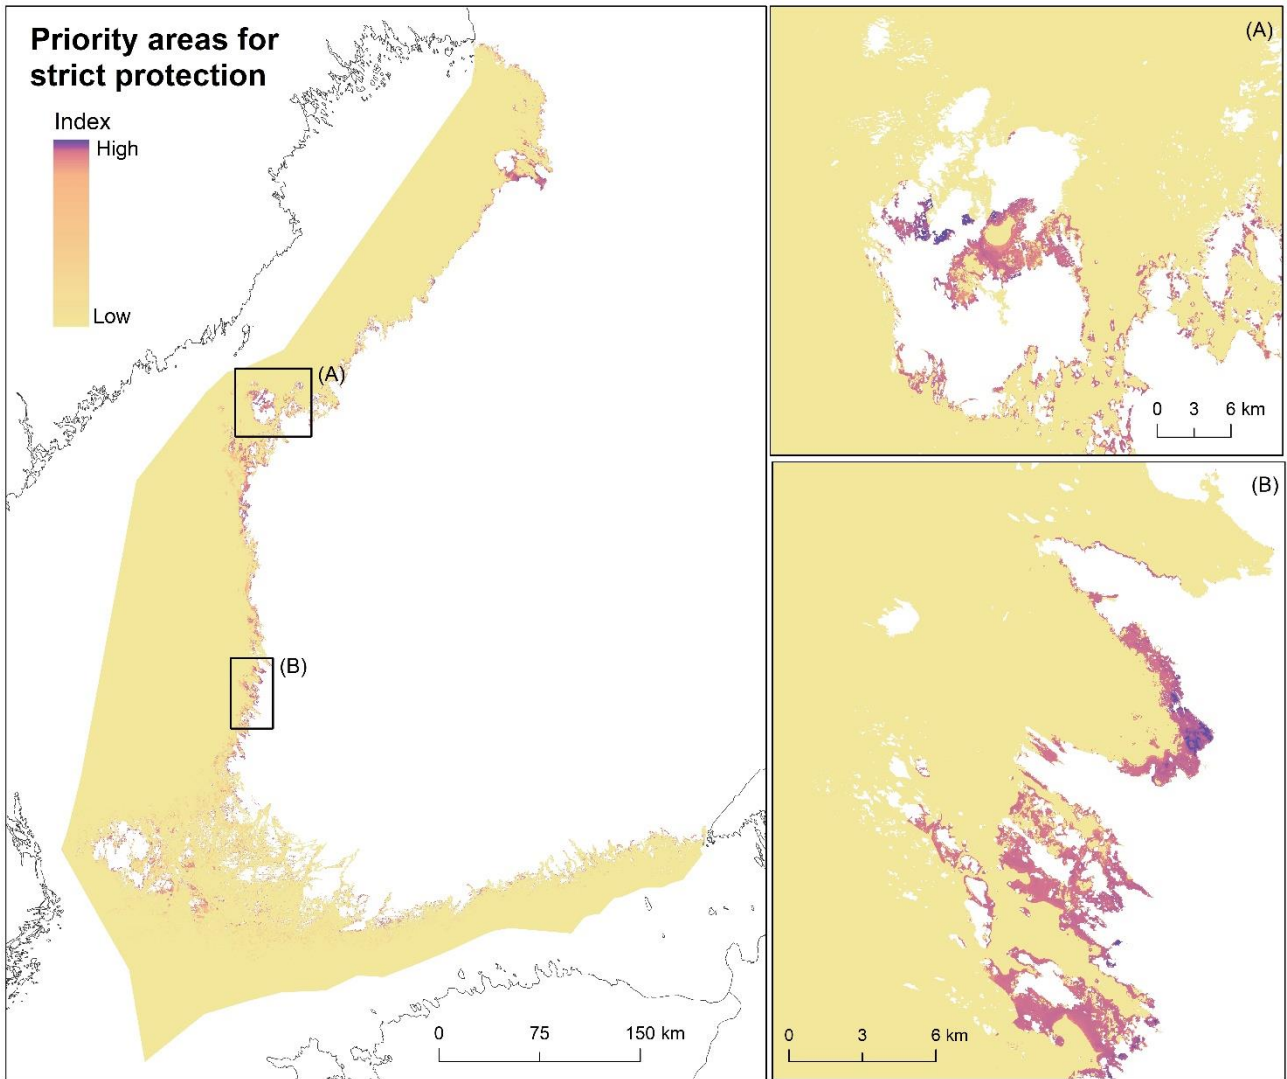 Priority areas for
strict protection
Index
High
Low
(A)
(B)
0 75 150 km
(A)
0 3 6 km
(B)
0 3 6 km